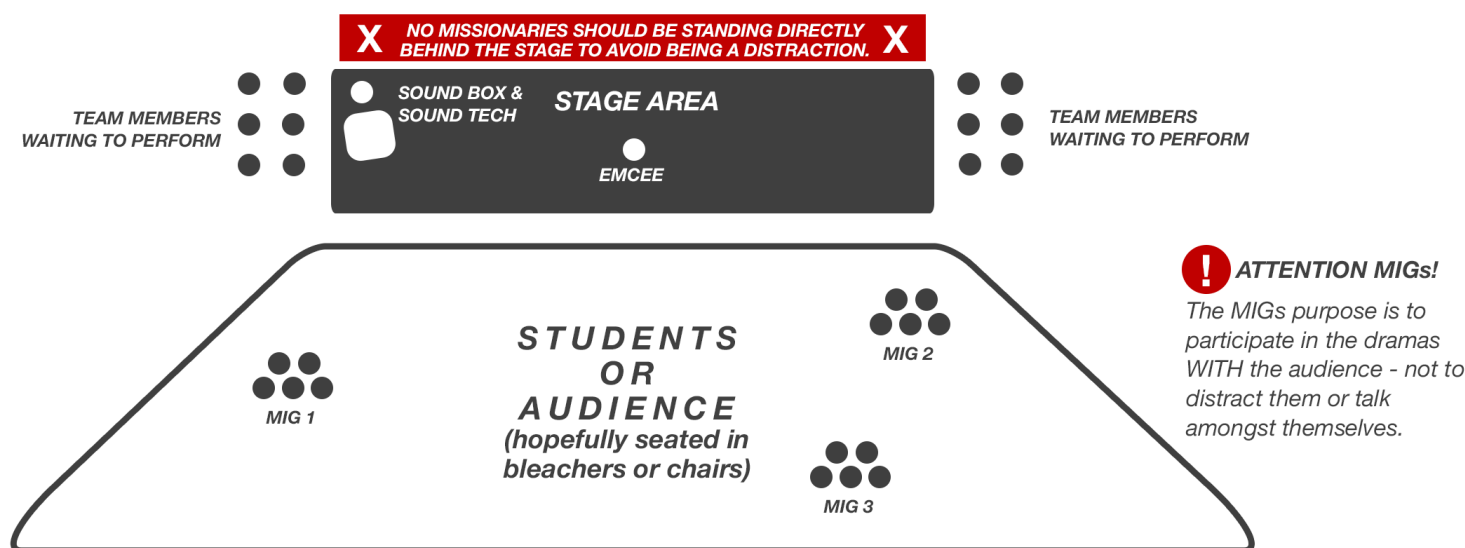 X NO MISSIONARIES SHOULD BE STANDING DIRECTLY X
BEHIND THE STAGE TO AVOID BEING A DISTRACTION.
TEAM MEMBERS
WAITING TO PERFORM
SOUND BOX &
SOUND TECH
STAGE AREA
EMCEE
TEAM MEMBERS
WAITING TO PERFORM
STUDENTS
OR
AUDIENCE
(hopefully seated in
bleachers or chairs)
MIG 1
MIG 2
MIG 3
! ATTENTION MIGs!
The MIGs purpose is to
participate in the dramas
WITH the audience - not to
distract them or talk
amongst themselves.